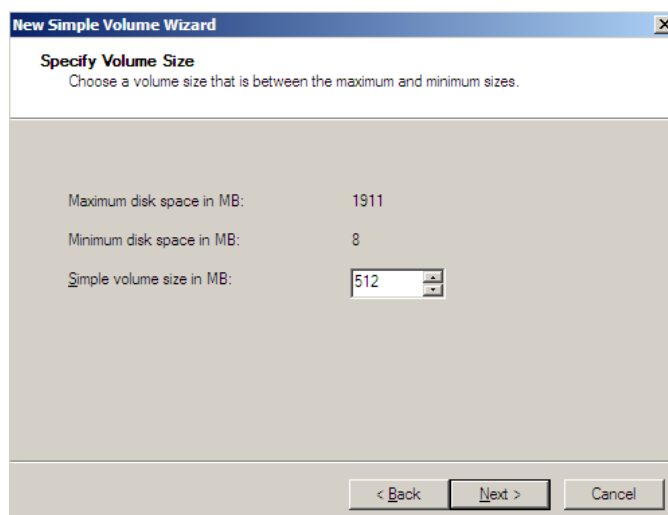 New Simple Volume Wizard
Specify Volume Size
Choose a volume size that is between the maximum and minimum sizes.
Maximum disk space in MB: 1911
Minimum disk space in MB: 8
Simple volume size in MB: 512
< Back Next > Cancel